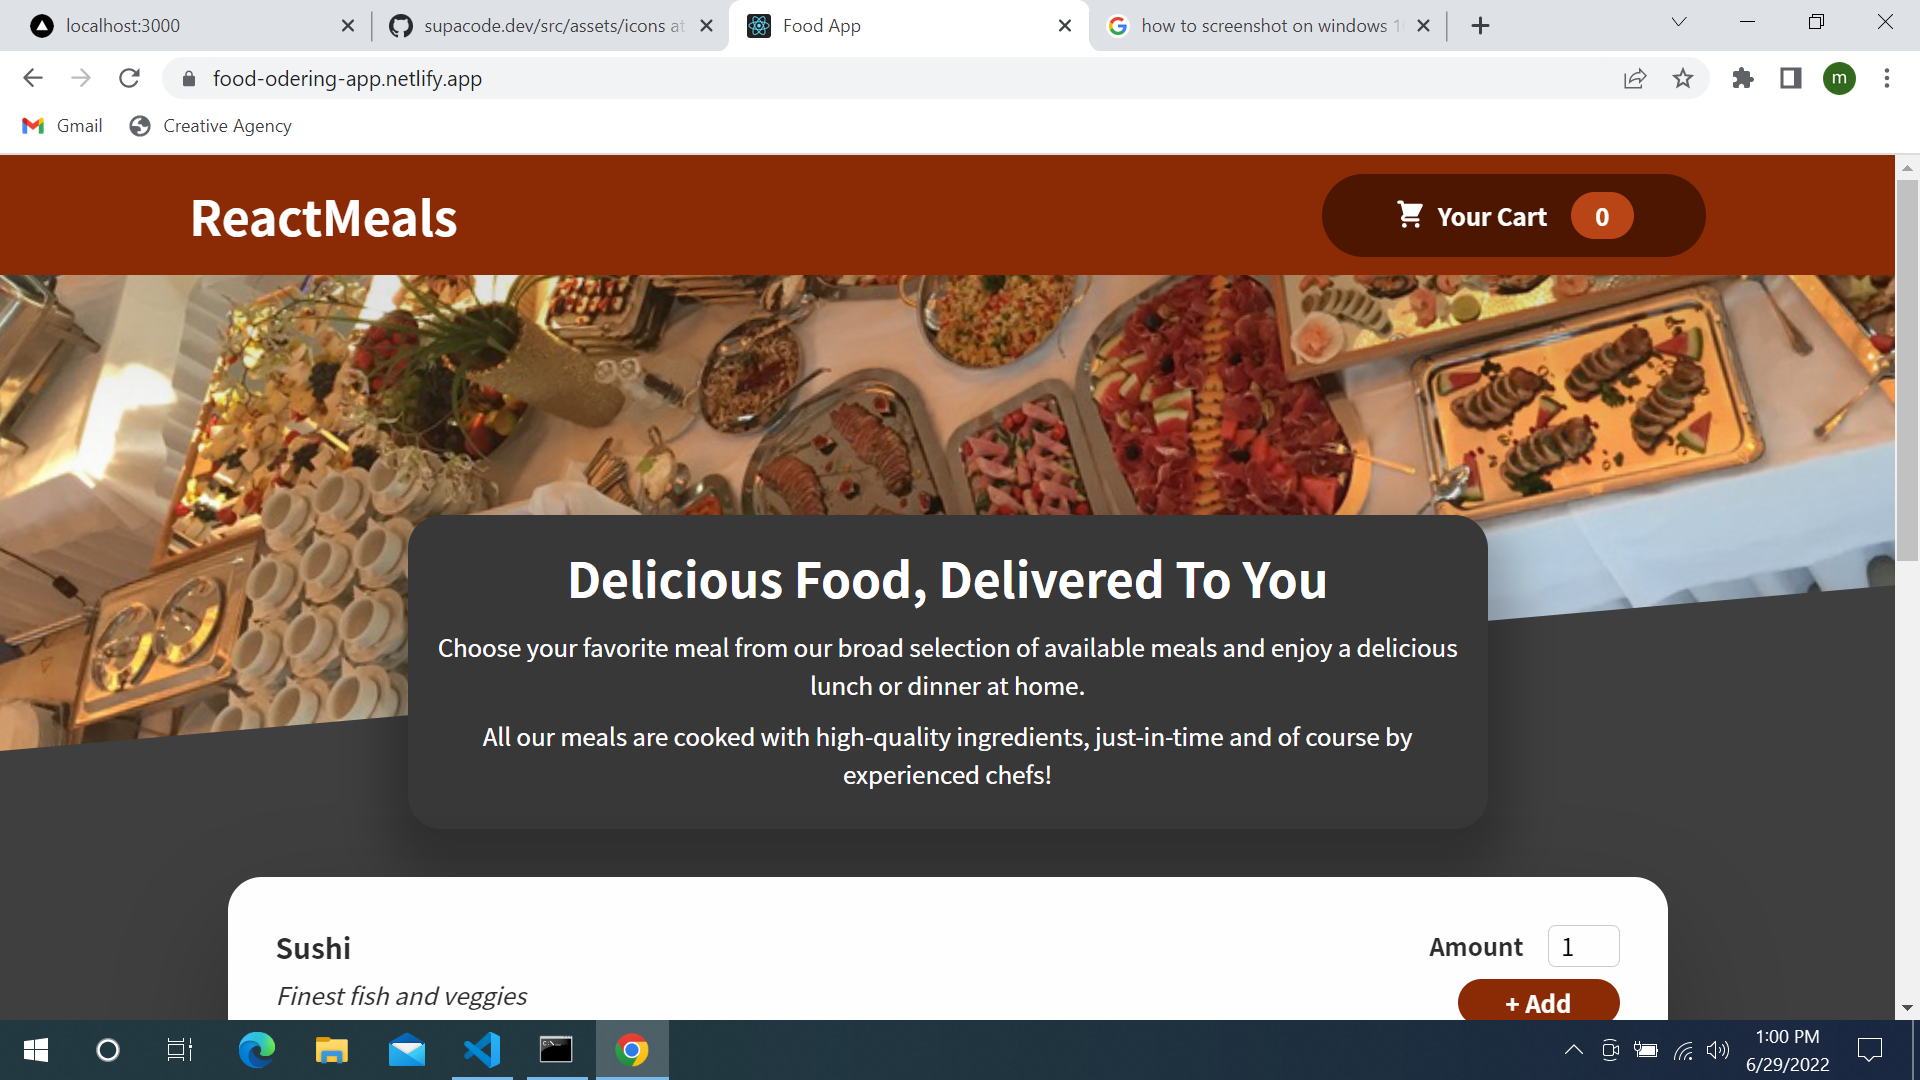 localhost:3000
supacode.dev/src/assets/icons at
Food App
how to screenshot on windows 1
food-odering-app.netlify.app
m
Gmail
Creative Agency
ReactMeals
Your Cart
0
Delicious Food, Delivered To You
Choose your favorite meal from our broad selection of available meals and enjoy a delicious
lunch or dinner at home.
All our meals are cooked with high-quality ingredients, just-in-time and of course by
experienced chefs!
Sushi
Amount
1
Finest fish and veggies
+ Add
1:00 PM
6/29/2022